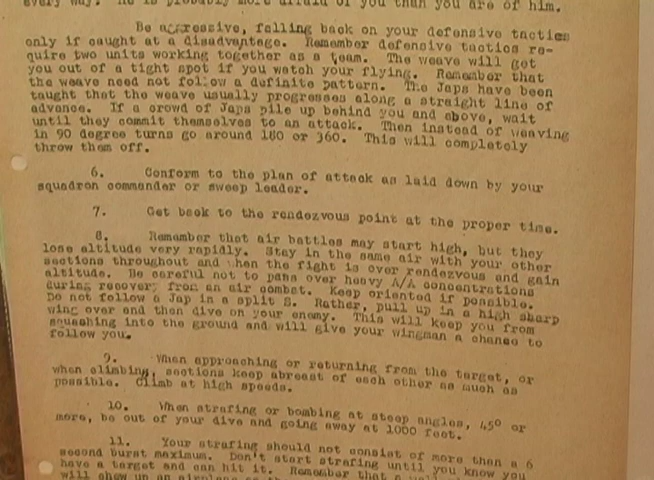 every way. He is probably more afraid of you than you are of him.
Be aggressive, falling back on your defensive tactics
only if caught at a disadvantage. Remember defensive tactics re-
quire two units working together as a team. The weave will get
you out of a tight spot if you watch your flying. Remember that
the weave need not follow a definite pattern. The Japs have been
taught that the weave usually progresses along a straight line of
advance. If a crowd of Japs pile up behind you and above, wait
until they commit themselves to an attack. Then instead of weaving
in 90 degree turns go around 180 or 360. This will completely
throw them off.
6. Conform to the plan of attack as laid down by your
squadron commander or sweep leader.
7. Get back to the rendezvous point at the proper time.
8. Remember that air battles may start high, but they
lose altitude very rapidly. Stay in the same air with your other
sections throughout and when the fight is over rendezvous and gain
altitude. Be careful not to pass over heavy A/A concentrations
during recovery from an air combat. Keep oriented if possible.
Do not follow a Jap in a split S. Rather, pull up in a high sharp
wing over and then dive on your enemy. This will keep you from
squashing into the ground and will give your wingman a chance to
follow you.
9. When approaching or returning from the target, or
when climbing, sections keep abreast of each other as much as
possible. Climb at high speeds.
10. When strafing or bombing at steep angles, 45° or
more, be out of your dive and going away at 1000 feet.
11. Your strafing should not consist of more than a 6
second burst maximum. Don't start strafing until you know you
have a target and can hit it. Remember that a
will show up an airplane